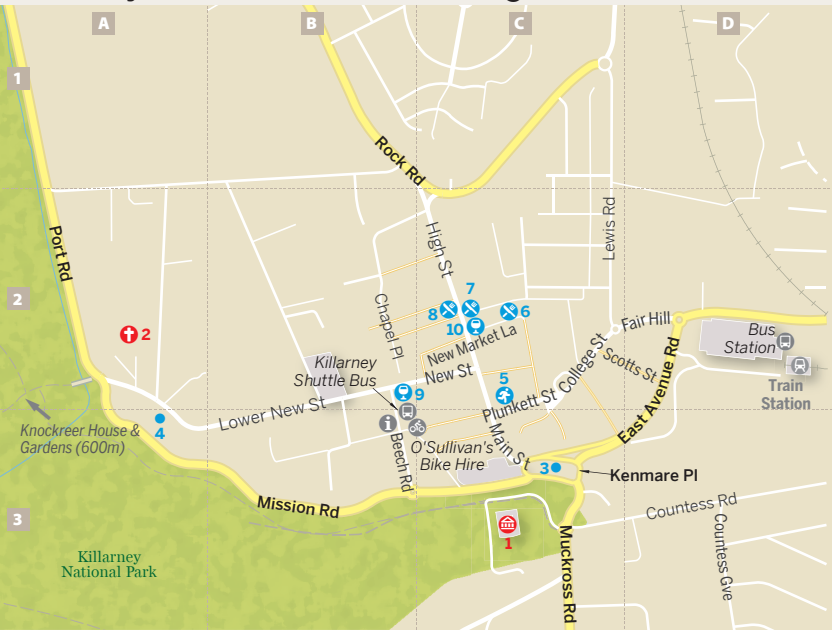 A
B
C
D
1
Rock Rd
Port Rd
High St
Lewis Rd
2
7
8
6
10
2
Chapel Pl
New Market La
Fair Hill
Bus
Station
Train
Station
Killarney
Shuttle Bus
New St
5
9
Plunkett St
College St
Scotts St
East Avenue Rd
Lower New St
4
Knockreer House &
Gardens (600m)
i
O'Sullivan's
Bike Hire
Main St
Beech Rd
3
Kenmare Pl
Mission Rd
Countess Rd
3
1
Muckross Rd
Countess Gve
Killarney
National Park